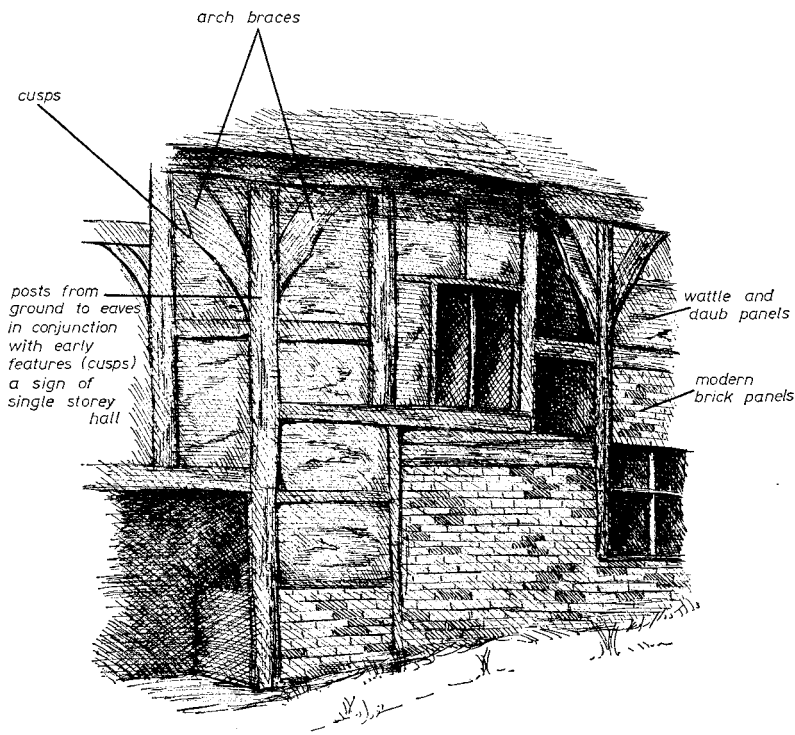 arch braces
cusps
posts from
ground to eaves
in conjunction
with early
features (cusps)
a sign of
single storey
hall
wattle and
daub panels
modern
brick panels